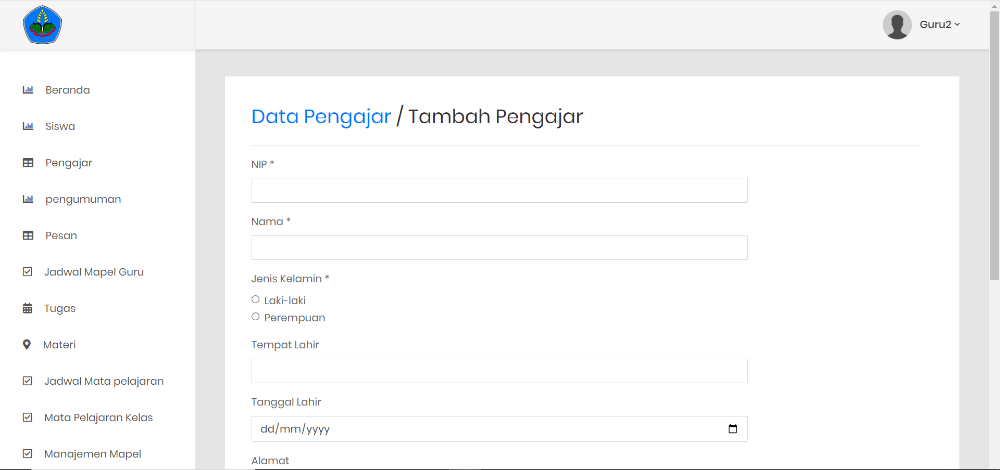 Guru2
Beranda
Siswa
Pengajar
pengumuman
Pesan
Jadwal Mapel Guru
Tugas
Materi
Jadwal Mata pelajaran
Mata Pelajaran Kelas
Manajemen Mapel
Data Pengajar / Tambah Pengajar
NIP *
Nama *
Jenis Kelamin *
Laki-laki
Perempuan
Tempat Lahir
Tanggal Lahir
dd/mm/yyyy
Alamat